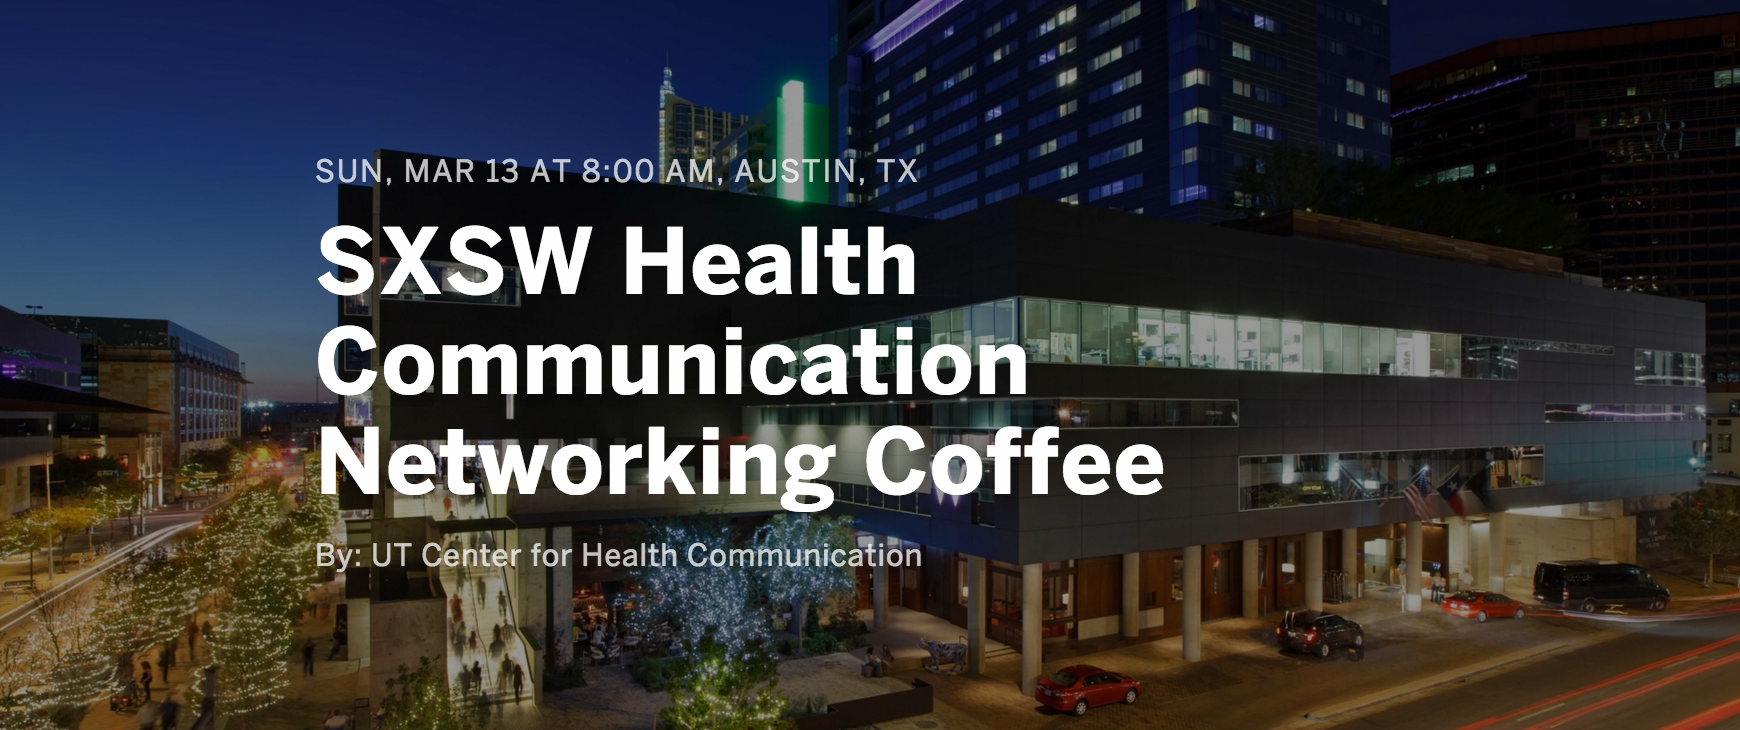 SUN, MAR 13 AT 8:00 AM, AUSTIN, TX
SXSW Health
Communication
Networking Coffee
By: UT Center for Health Communication